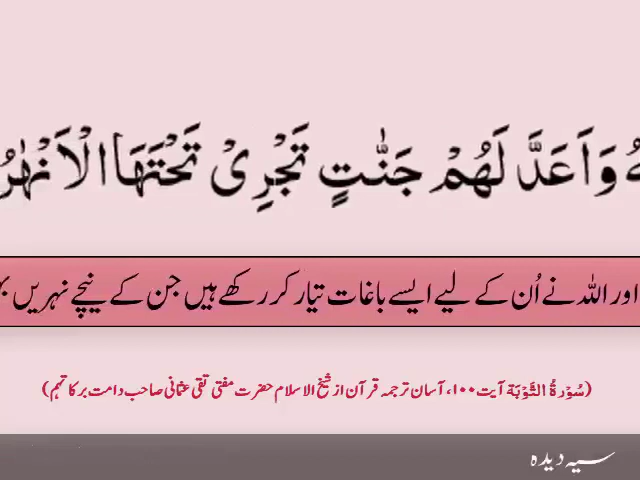 وَاَعَدَّ لَهُمْ جَنّٰتٍ تَجْرِیْ تَحْتَهَا الْاَنْهٰرُ
اور اللہ نے اُن کے لیے ایسے باغات تیار کر رکھے ہیں جن کے نیچے نہریں
(سُوْرَةُ التَّوْبَة آیت ۱۰۰، آسان ترجمہ قرآن از شیخ الاسلام حضرت مفتی تقی عثمانی صاحب دامت برکاتہم)
سیہ دیدہ